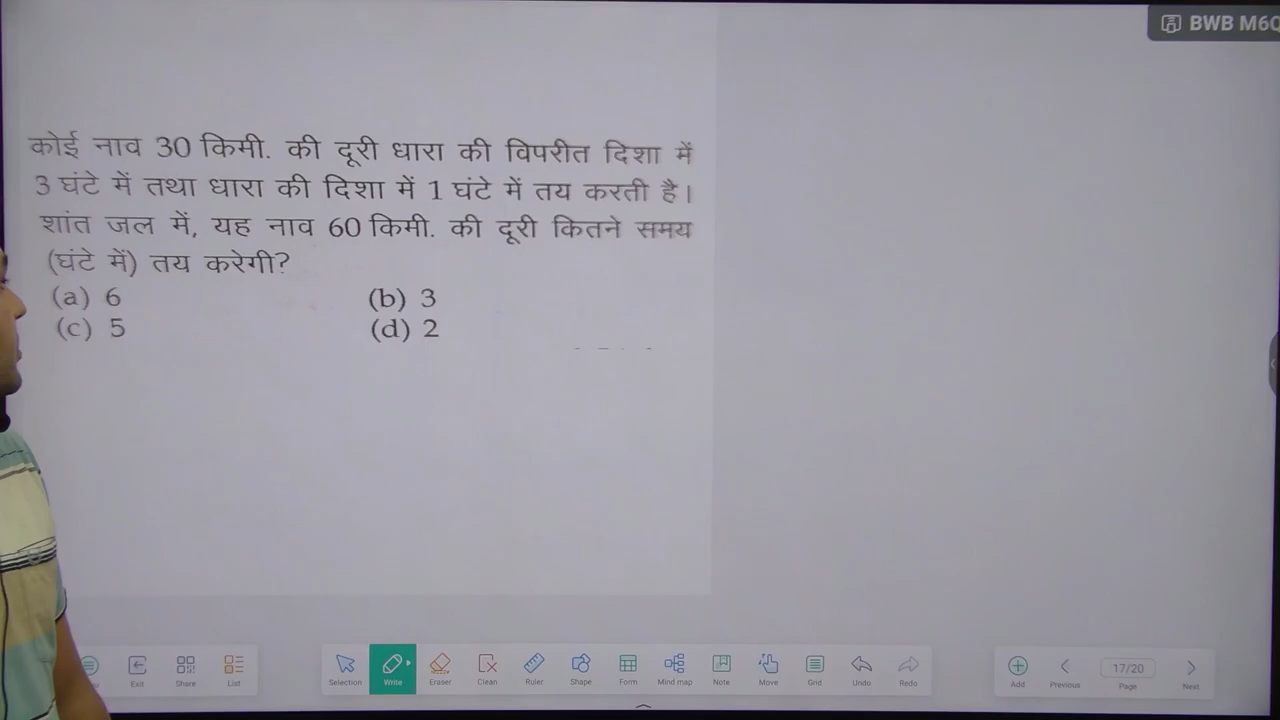 BWB M6Q
कोई नाव 30 किमी. की दूरी धारा की विपरीत दिशा में
3 घंटे में तथा धारा की दिशा में 1 घंटे में तय करती है।
शांत जल में, यह नाव 60 किमी. की दूरी कितने समय
(घंटे में) तय करेगी?
(a) 6 (b) 3
(c) 5 (d) 2
Exit Share List Selection Write Eraser Clean Ruler Shape Form Mind map Note Move Grid Undo Redo Add Previous 17/20 Page Next